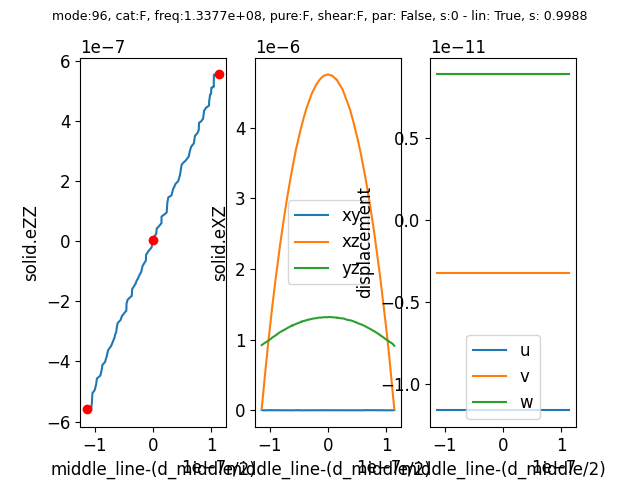 mode:96, cat:F, freq:1.3377e+08, pure:F, shear:F, par: False, s:0 - lin: True, s: 0.9988
1e−7
6
4
2
0
−2
−4
−6
solid.eZZ
−1
0
1
1e−7
middle_line-(d_middle/2)
1e−6
4
3
2
1
0
solid.eXZ
xy
xz
yz
−1
0
1
1e−7
middle_line-(d_middle/2)
1e−11
0.5
0.0
−0.5
−1.0
displacement
u
v
w
−1
0
1
1e−7
middle_line-(d_middle/2)